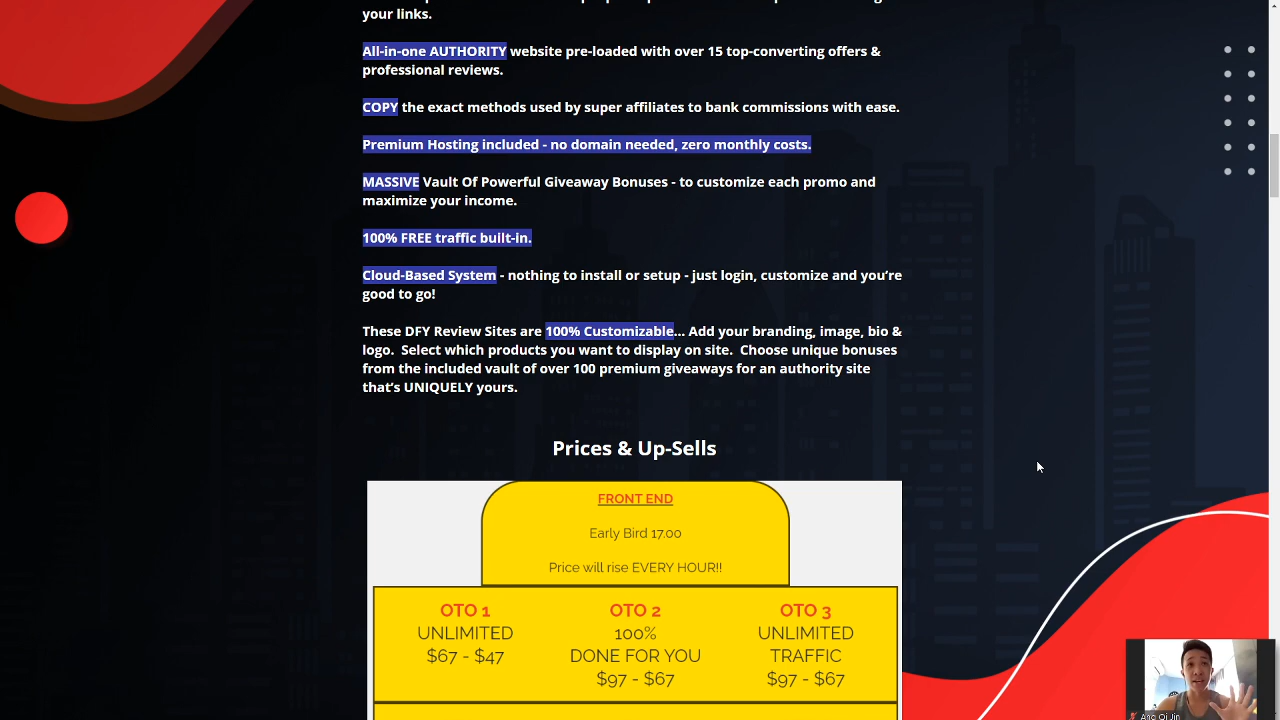 your links.
All-in-one AUTHORITY website pre-loaded with over 15 top-converting offers &
professional reviews.
COPY the exact methods used by super affiliates to bank commissions with ease.
Premium Hosting included - no domain needed, zero monthly costs.
MASSIVE Vault Of Powerful Giveaway Bonuses - to customize each promo and
maximize your income.
100% FREE traffic built-in.
Cloud-Based System - nothing to install or setup - just login, customize and you’re
good to go!
These DFY Review Sites are 100% Customizable... Add your branding, image, bio &
logo. Select which products you want to display on site. Choose unique bonuses
from the included vault of over 100 premium giveaways for an authority site
that’s UNIQUELY yours.
Prices & Up-Sells
FRONT END
Early Bird 17.00
Price will rise EVERY HOUR!!
OTO 1
UNLIMITED
$67 - $47
OTO 2
100%
DONE FOR YOU
$97 - $67
OTO 3
UNLIMITED
TRAFFIC
$97 - $67
Ang Qi Jin